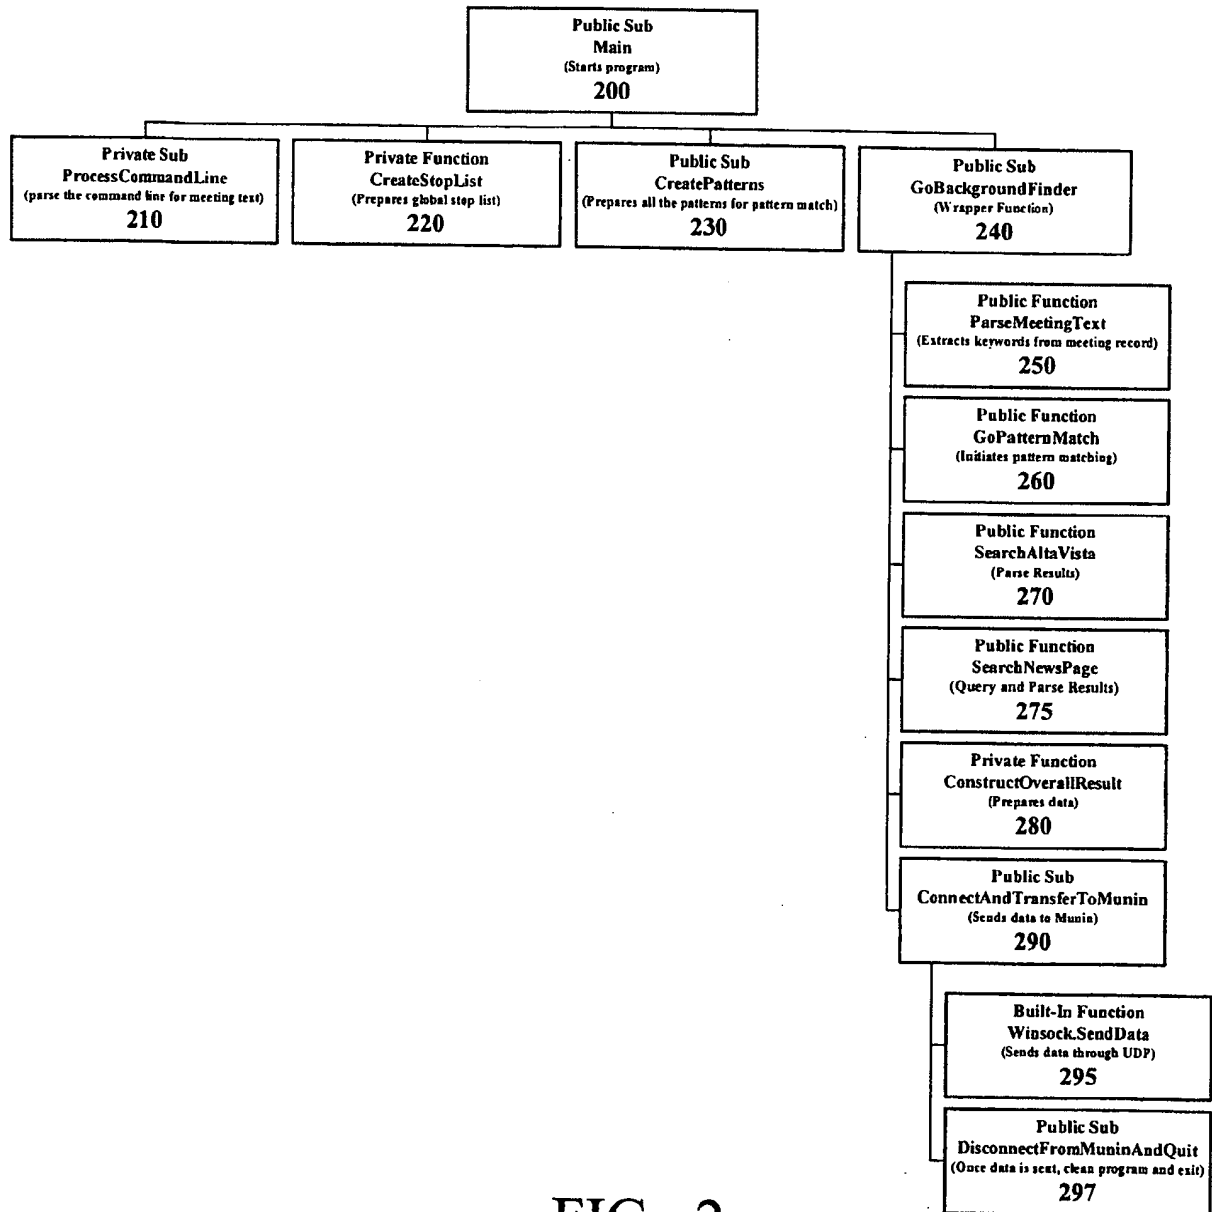 Public Sub
Main
(Starts program)
200
Private Sub
ProcessCommandLine
(parse the command line for meeting text)
210
Private Function
CreateStopList
(Prepares global stop list)
220
Public Sub
CreatePatterns
(Prepares all the patterns for pattern match)
230
Public Sub
GoBackgroundFinder
(Wrapper Function)
240
Public Function
ParseMeetingText
(Extracts keywords from meeting record)
250
Public Function
GoPatternMatch
(Initiates pattern matching)
260
Public Function
SearchAltaVista
(Parse Results)
270
Public Function
SearchNewsPage
(Query and Parse Results)
275
Private Function
ConstructOverallResult
(Prepares data)
280
Public Sub
ConnectAndTransferToMunin
(Sends data to Munin)
290
Built-In Function
Winsock.SendData
(Sends data through UDP)
295
Public Sub
DisconnectFromMuninAndQuit
(Once data is sent, clean program and exit)
297
FIG. 2